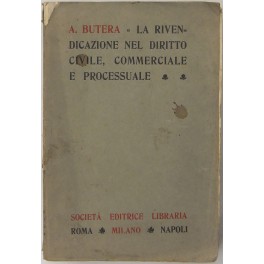 A. BUTERA * LA RIVEN-
DICAZIONE NEL DIRITTO
CIVILE, COMMERCIALE
E PROCESSUALE
SOCIETÀ EDITRICE LIBRARIA
ROMA MILANO NAPOLI